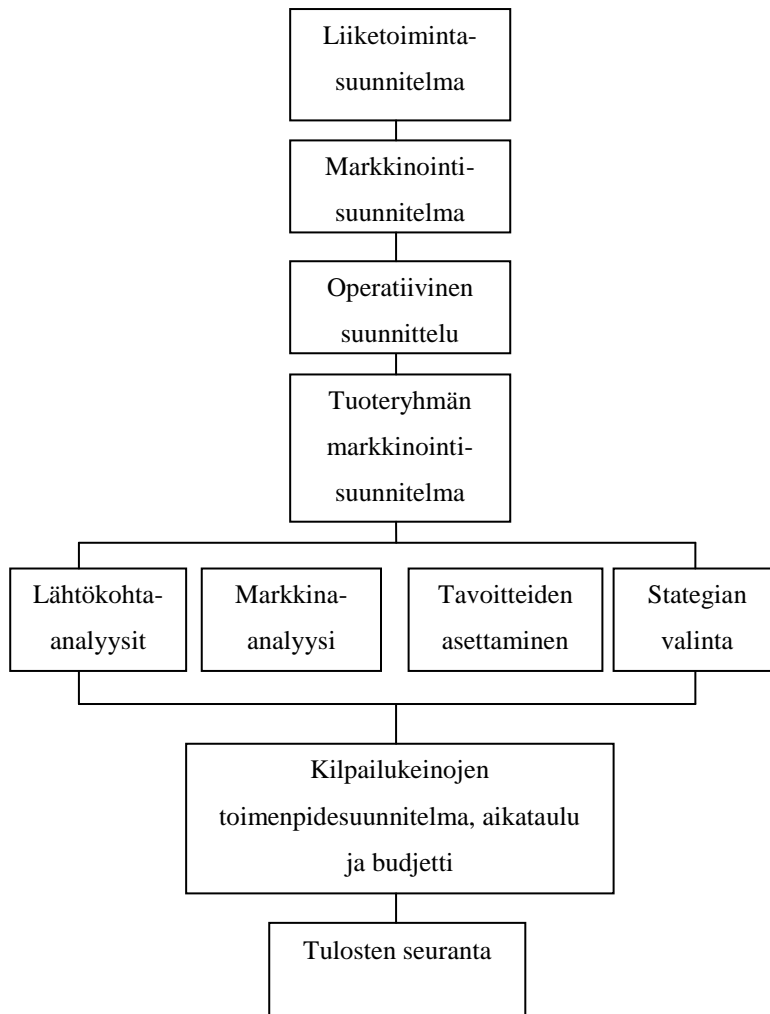 Liiketoiminta-
suunnitelma
Markkinointi-
suunnitelma
Operatiivinen
suunnittelu
Tuoteryhmän
markkinointi-
suunnitelma
Lähtökohta-
analyysit
Markkina-
analyysi
Tavoitteiden
asettaminen
Stategian
valinta
Kilpailukeinojen
toimenpidesuunnitelma, aikataulu
ja budjetti
Tulosten seuranta